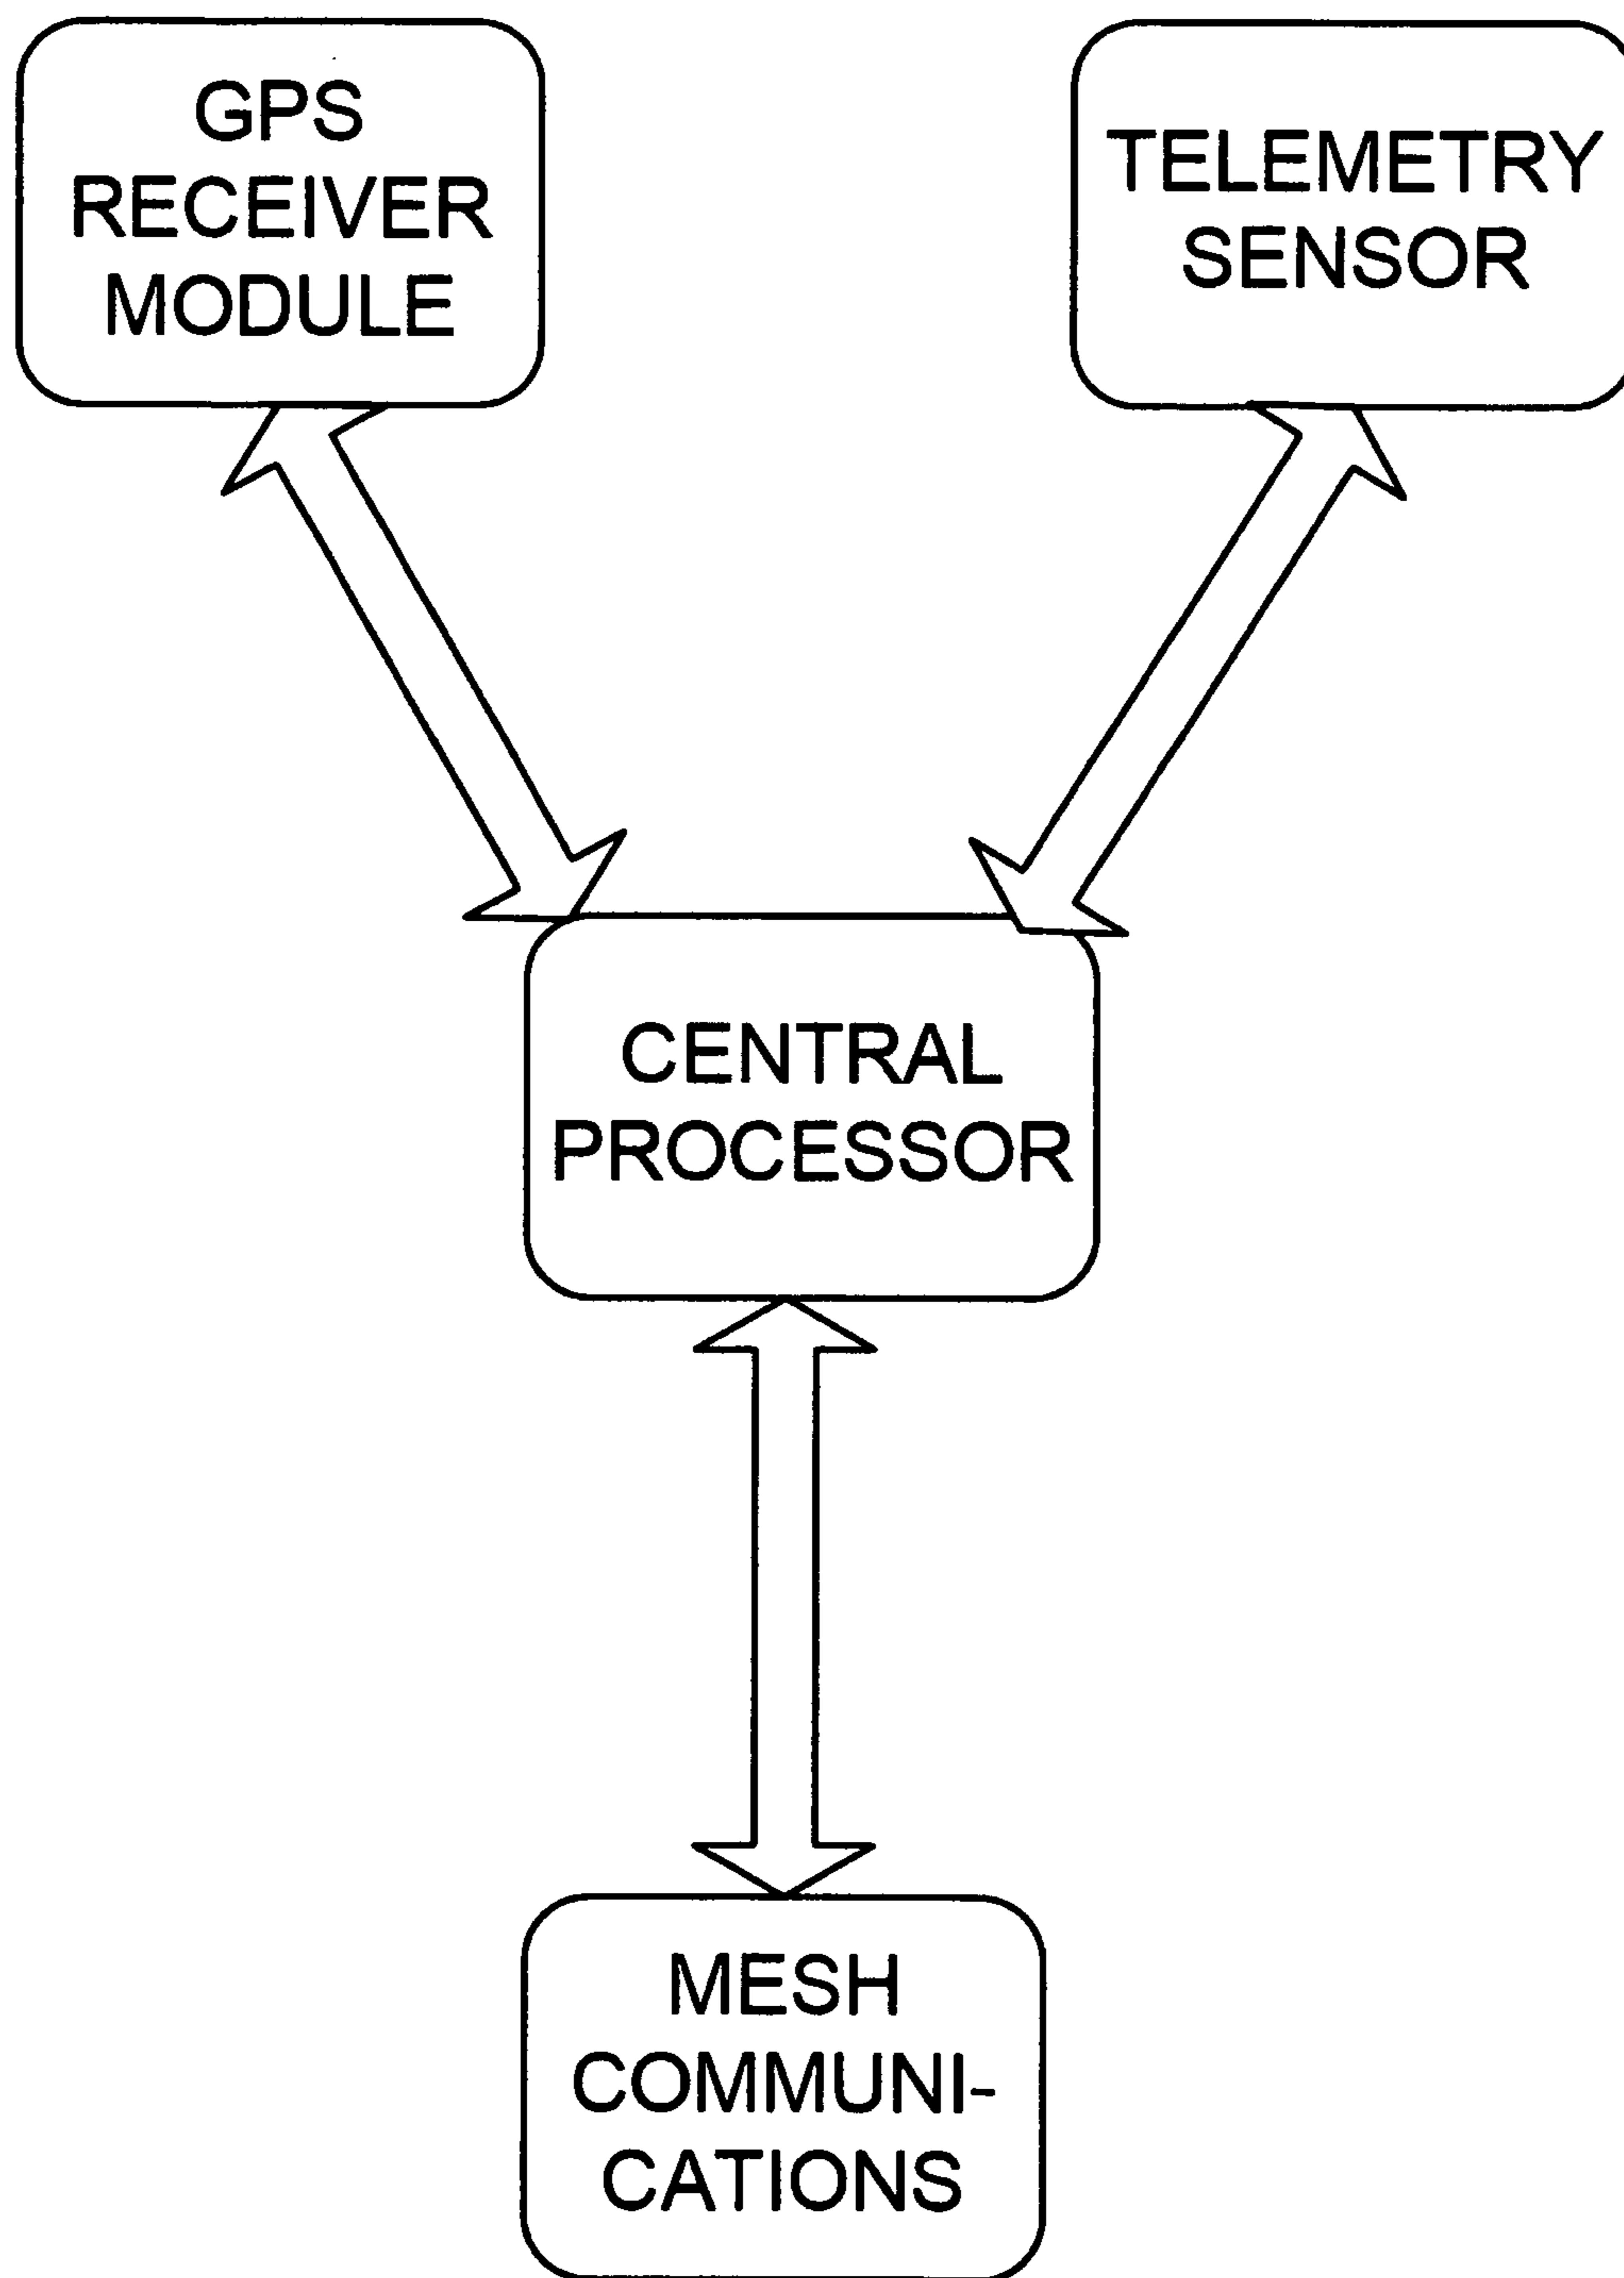 GPS
RECEIVER
MODULE
TELEMETRY
SENSOR
CENTRAL
PROCESSOR
MESH
COMMUNI-
CATIONS